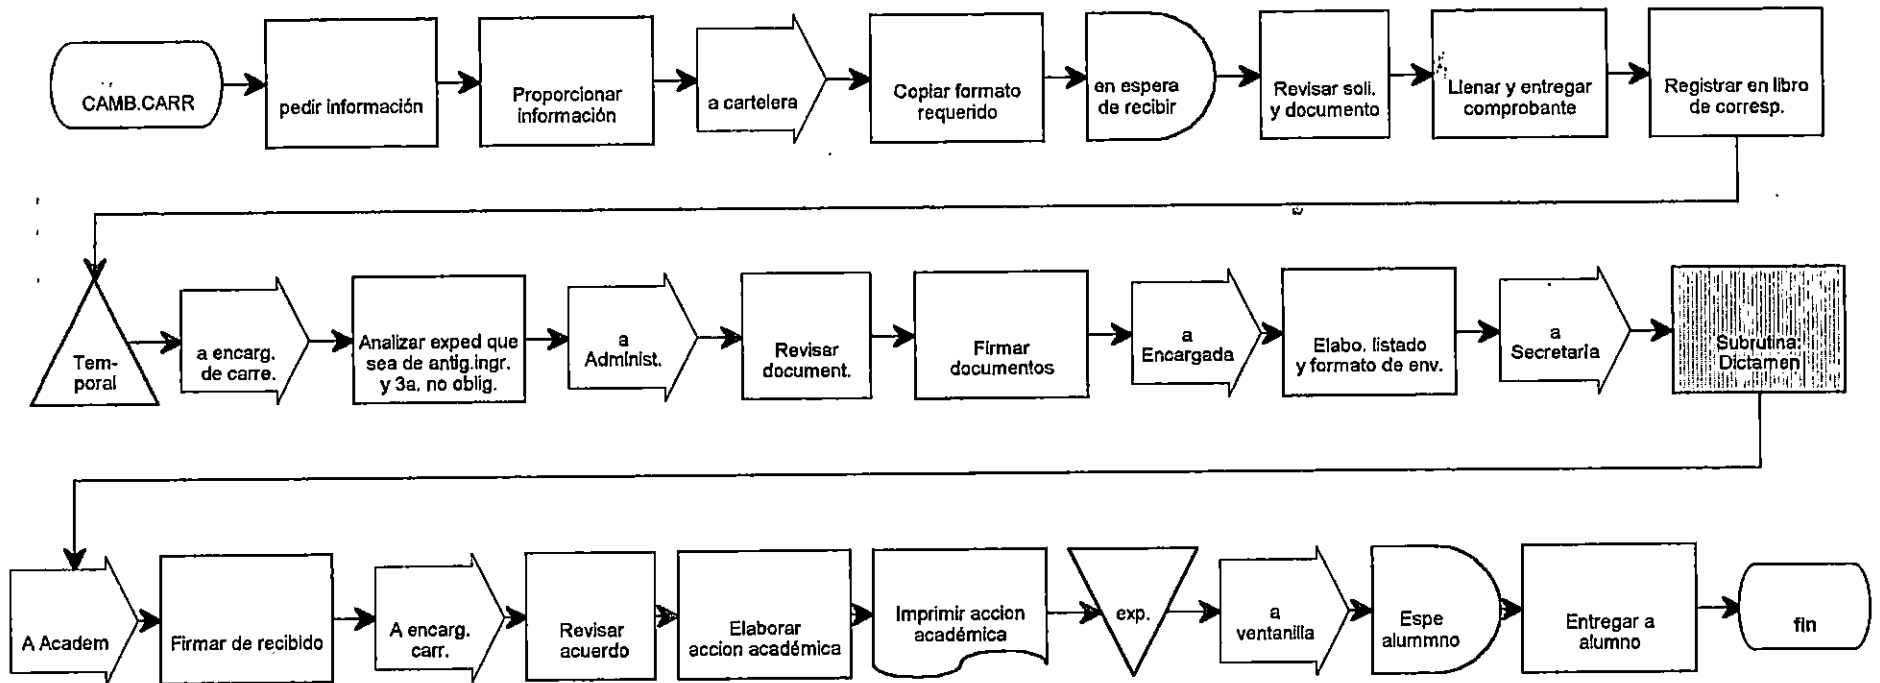 CAMB.CARR
pedir información
Proporcionar
información
a cartelera
Copiar formato
requerido
en espera
de recibir
Revisar soli.
y documento
Llenar y entregar
comprobante
Registrar en libro
de corresp.
Tem-
poral
a encarg.
de carre.
Analizar exped que
sea de antig.ingr.
y 3a. no oblig.
a
Administ.
Revisar
document.
Firmar
documentos
a
Encargada
Elabo. listado
y formato de env.
a
Secretaria
Subrutina:
Dictamen
A Academ
Firmar de recibido
A encarg.
carr.
Revisar
acuerdo
Elaborar
accion académica
Imprimir accion
académica
exp.
a
ventanilla
Espe
alummno
Entregar a
alumno
fin